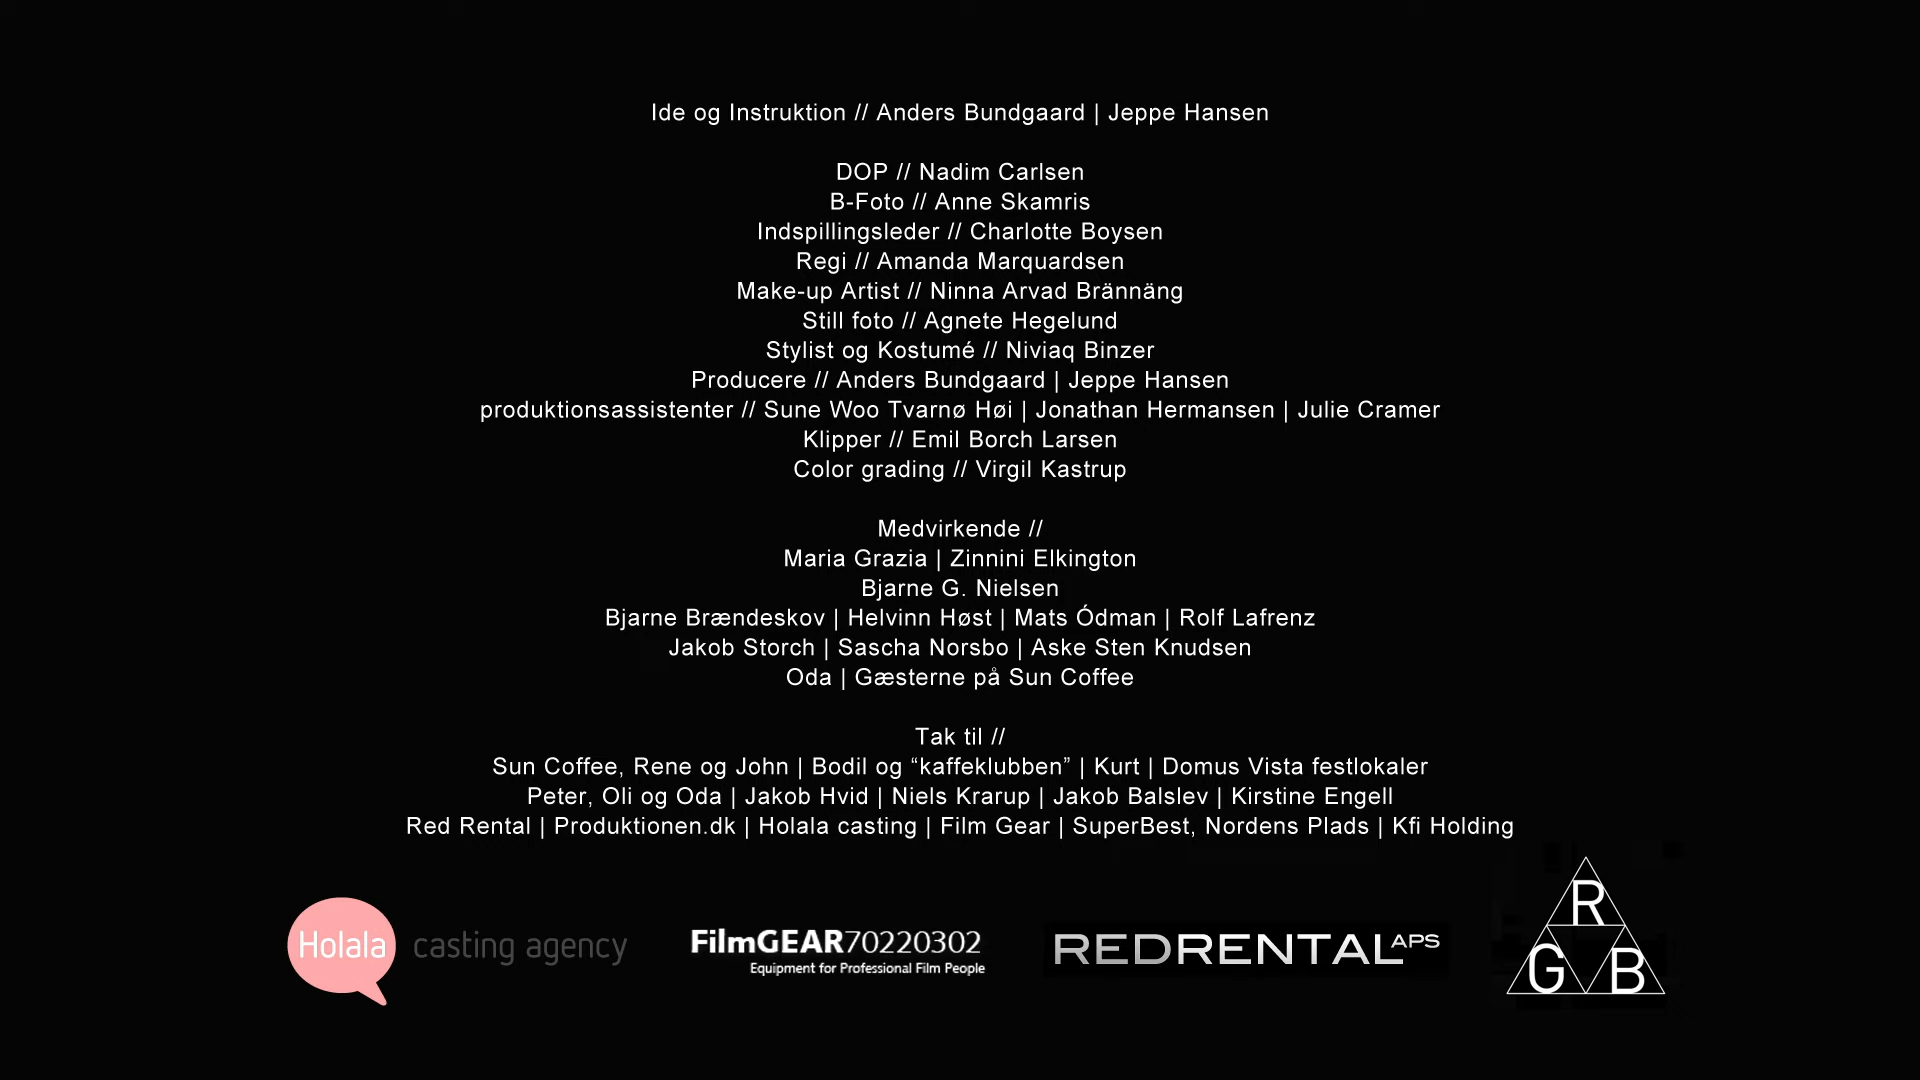 Ide og Instruktion // Anders Bundgaard | Jeppe Hansen
DOP // Nadim Carlsen
B-Foto // Anne Skamris
Indspillingsleder // Charlotte Boysen
Regi // Amanda Marquardsen
Make-up Artist // Ninna Arvad Brännäng
Still foto // Agnete Hegelund
Stylist og Kostumé // Niviaq Binzer
Producere // Anders Bundgaard | Jeppe Hansen
produktionsassistenter // Sune Woo Tvarnø Høi | Jonathan Hermansen | Julie Cramer
Klipper // Emil Borch Larsen
Color grading // Virgil Kastrup
Medvirkende //
Maria Grazia | Zinnini Elkington
Bjarne G. Nielsen
Bjarne Brændeskov | Helvinn Høst | Mats Ódman | Rolf Lafrenz
Jakob Storch | Sascha Norsbo | Aske Sten Knudsen
Oda | Gæsterne på Sun Coffee
Tak til //
Sun Coffee, Rene og John | Bodil og “kaffeklubben” | Kurt | Domus Vista festlokaler
Peter, Oli og Oda | Jakob Hvid | Niels Krarup | Jakob Balslev | Kirstine Engell
Red Rental | Produktionen.dk | Holala casting | Film Gear | SuperBest, Nordens Plads | Kfi Holding
Holala casting agency
FilmGEAR70220302
Equipment for Professional Film People
REDRENTAL APS
R
G B